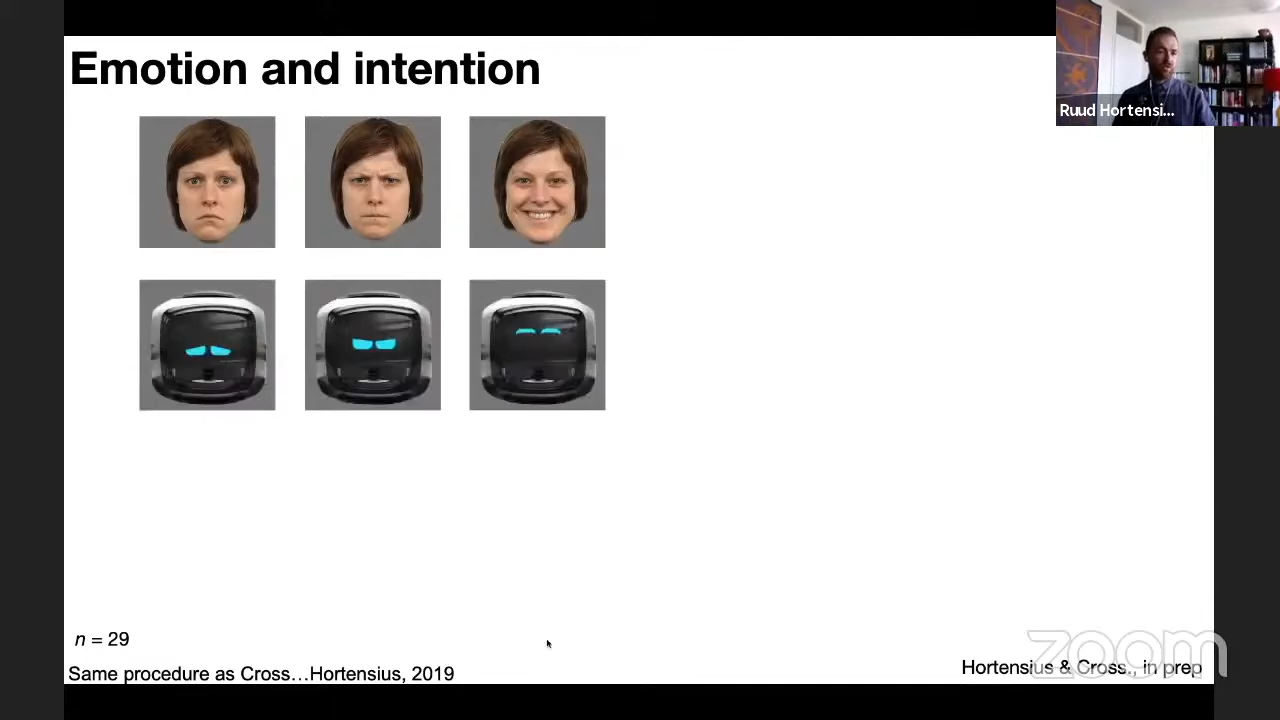 Emotion and intention
Ruud Hortensi...
n = 29
Same procedure as Cross…Hortensius, 2019
Hortensius & Cross., in prep
zoom